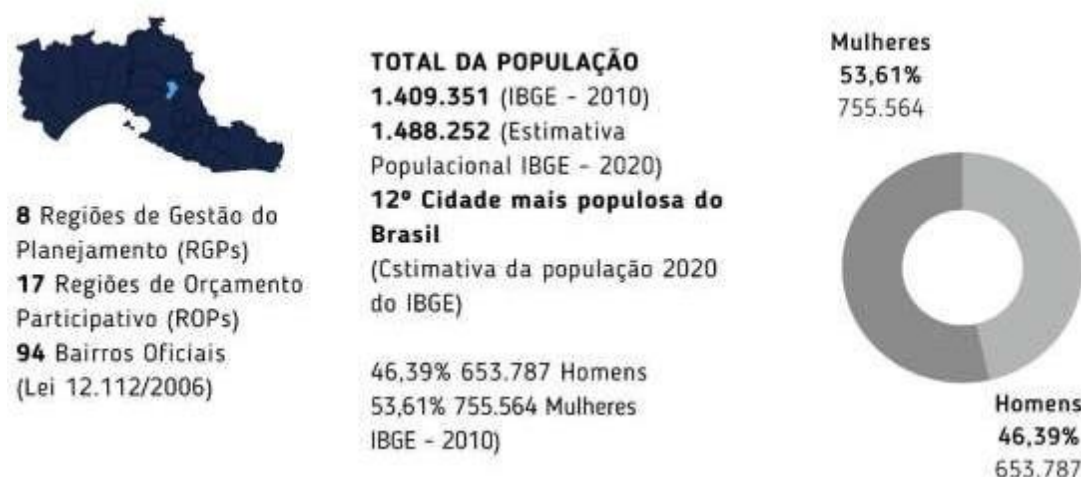 8 Regiões de Gestão do
Planejamento (RGPs)
17 Regiões de Orçamento
Participativo (ROPs)
94 Bairros Oficiais
(Lei 12.112/2006)
TOTAL DA POPULAÇÃO
1.409.351 (IBGE - 2010)
1.488.252 (Estimativa
Populacional IBGE - 2020)
12º Cidade mais populosa do
Brasil
(Cstimativa da população 2020
do IBGE)
46,39% 653.787 Homens
53,61% 755.564 Mulheres
IBGE - 2010)
Mulheres
53,61%
755.564
Homens
46,39%
653.787